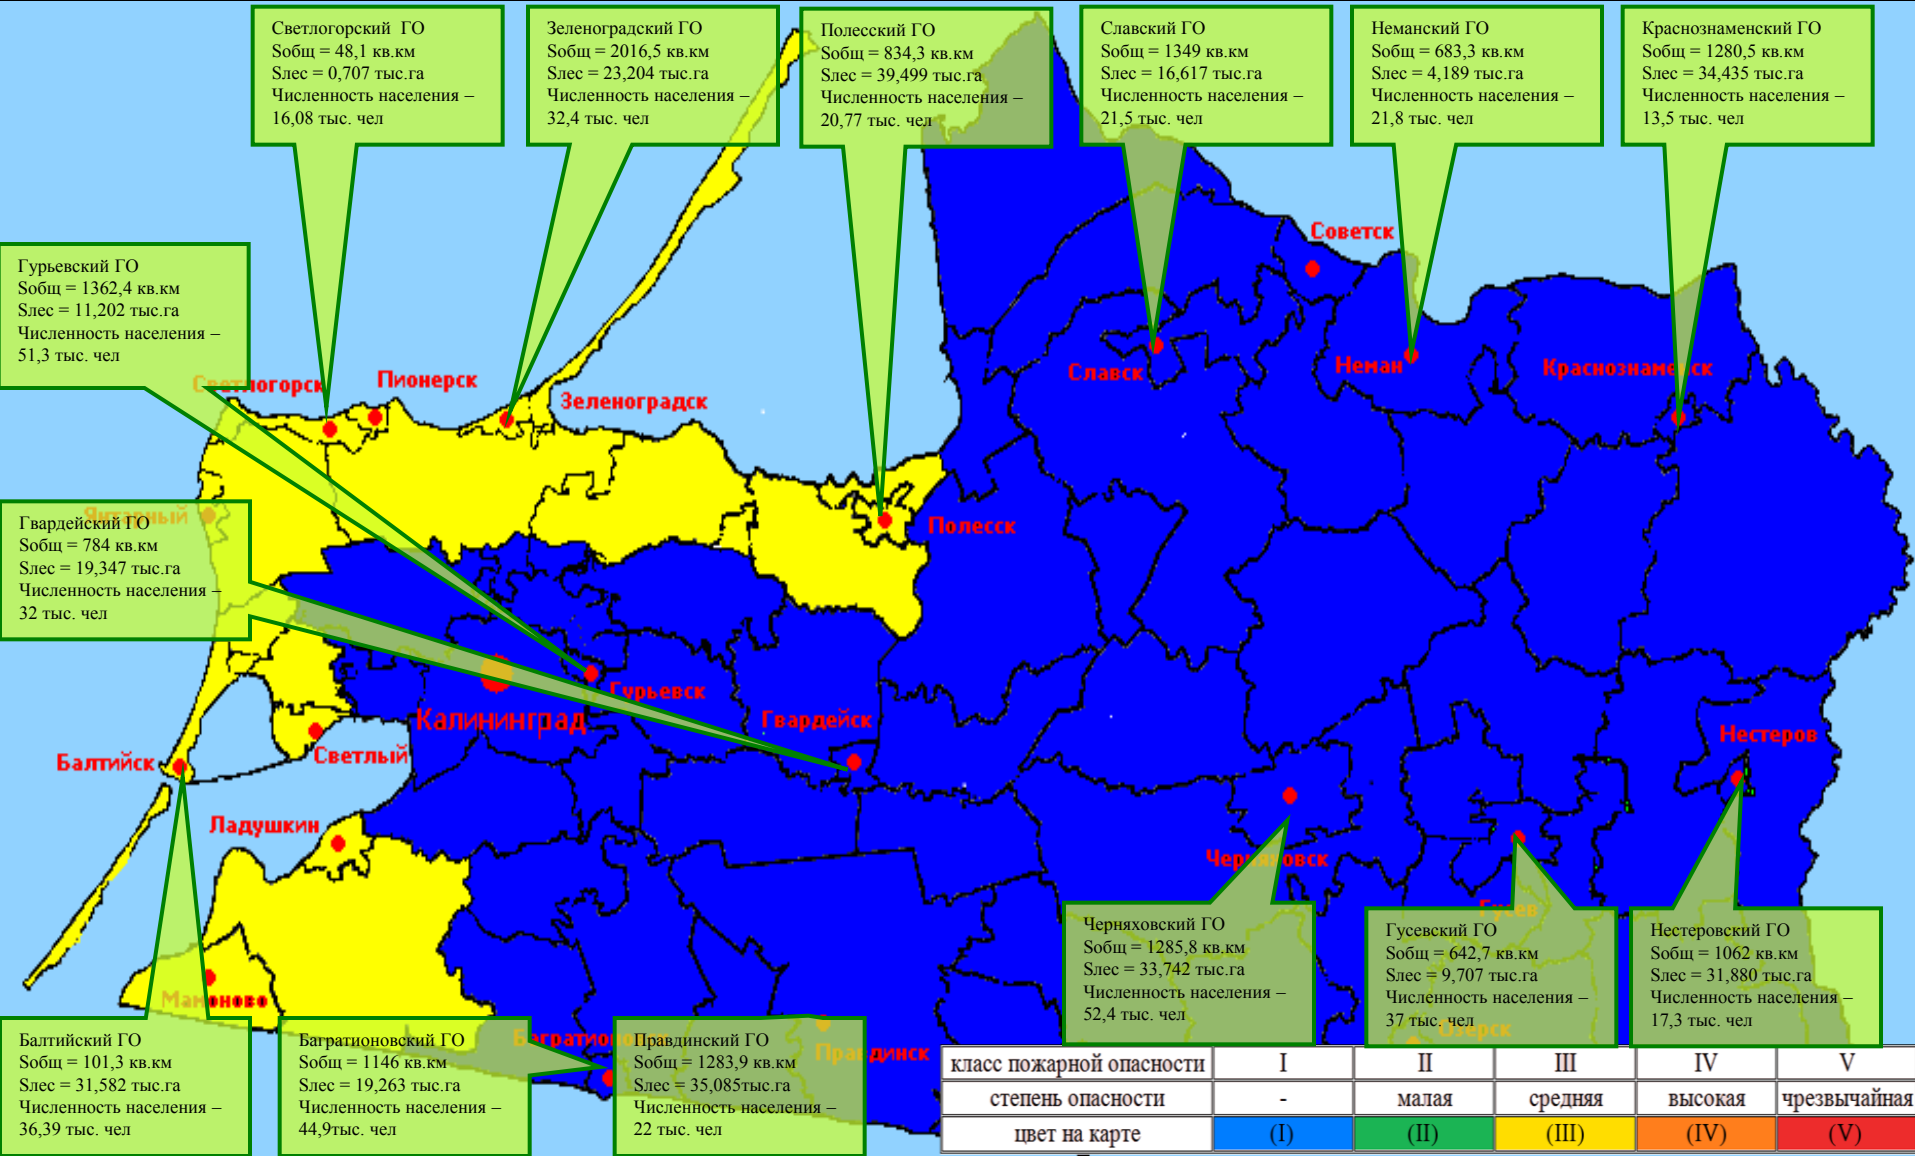 Светлогорский ГО
Sобщ = 48,1 кв.км
Sлес = 0,707 тыс.га
Численность населения –
16,08 тыс. чел
Зеленоградский ГО
Sобщ = 2016,5 кв.км
Sлес = 23,204 тыс.га
Численность населения –
32,4 тыс. чел
Полесский ГО
Sобщ = 834,3 кв.км
Sлес = 39,499 тыс.га
Численность населения –
20,77 тыс. чел
Славский ГО
Sобщ = 1349 кв.км
Sлес = 16,617 тыс.га
Численность населения –
21,5 тыс. чел
Неманский ГО
Sобщ = 683,3 кв.км
Sлес = 4,189 тыс.га
Численность населения –
21,8 тыс. чел
Краснознаменский ГО
Sобщ = 1280,5 кв.км
Sлес = 34,435 тыс.га
Численность населения –
13,5 тыс. чел
Гурьевский ГО
Sобщ = 1362,4 кв.км
Sлес = 11,202 тыс.га
Численность населения –
51,3 тыс. чел
Советск
Светлогорск
Пионерск
Зеленоградск
Славск
Неман
Краснознаменск
Янтарный
Полесск
Гвардейский ГО
Sобщ = 784 кв.км
Sлес = 19,347 тыс.га
Численность населения –
32 тыс. чел
Гурьевск
Калининград
Гвардейск
Нестеров
Балтийск
Светлый
Ладушкин
Черняховск
Гусев
Мамоново
Багратионовск
Правдинск
Озерск
Черняховский ГО
Sобщ = 1285,8 кв.км
Sлес = 33,742 тыс.га
Численность населения –
52,4 тыс. чел
Гусевский ГО
Sобщ = 642,7 кв.км
Sлес = 9,707 тыс.га
Численность населения –
37 тыс. чел
Нестеровский ГО
Sобщ = 1062 кв.км
Sлес = 31,880 тыс.га
Численность населения –
17,3 тыс. чел
Балтийский ГО
Sобщ = 101,3 кв.км
Sлес = 31,582 тыс.га
Численность населения –
36,39 тыс. чел
Багратионовский ГО
Sобщ = 1146 кв.км
Sлес = 19,263 тыс.га
Численность населения –
44,9тыс. чел
Правдинский ГО
Sобщ = 1283,9 кв.км
Sлес = 35,085тыс.га
Численность населения –
22 тыс. чел
класс пожарной опасности I II III IV V
степень опасности - малая средняя высокая чрезвычайная
цвет на карте (I) (II) (III) (IV) (V)